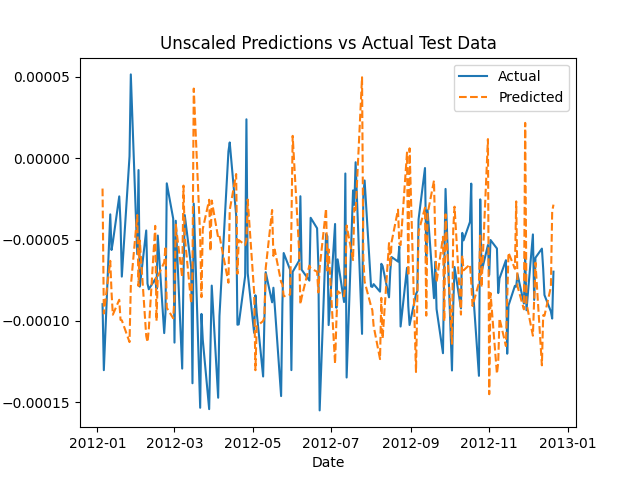 Unscaled Predictions vs Actual Test Data
Actual
Predicted
0.00005
0.00000
−0.00005
−0.00010
−0.00015
2012-01 2012-03 2012-05 2012-07 2012-09 2012-11 2013-01
Date